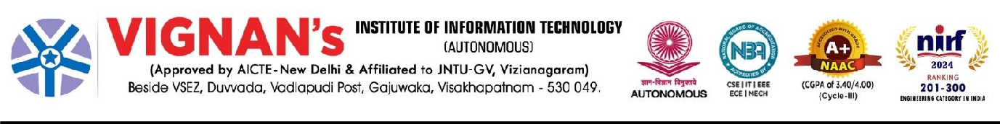 VIGNAN's INSTITUTE OF INFORMATION TECHNOLOGY
(AUTONOMOUS)
(Approved by AICTE-New Delhi & Affiliated to JNTU-GV, Vizianagaram)
Beside VSEZ, Duvvada, Vadlapudi Post, Gajuwaka, Visakhapatnam - 530 049.
ज्ञान-विज्ञान विमुक्तये
AUTONOMOUS
NATIONAL BOARD OF ACCREDITATION
NBA
ACCREDITED BY
CSE | IT | EEE
ECE | MECH
ACCREDITED WITH GRADE
A+
NAAC
(CGPA of 3.40/4.00)
(Cycle-III)
nirf
2024
RANKING
201-300
ENGINEERING CATEGORY IN INDIA